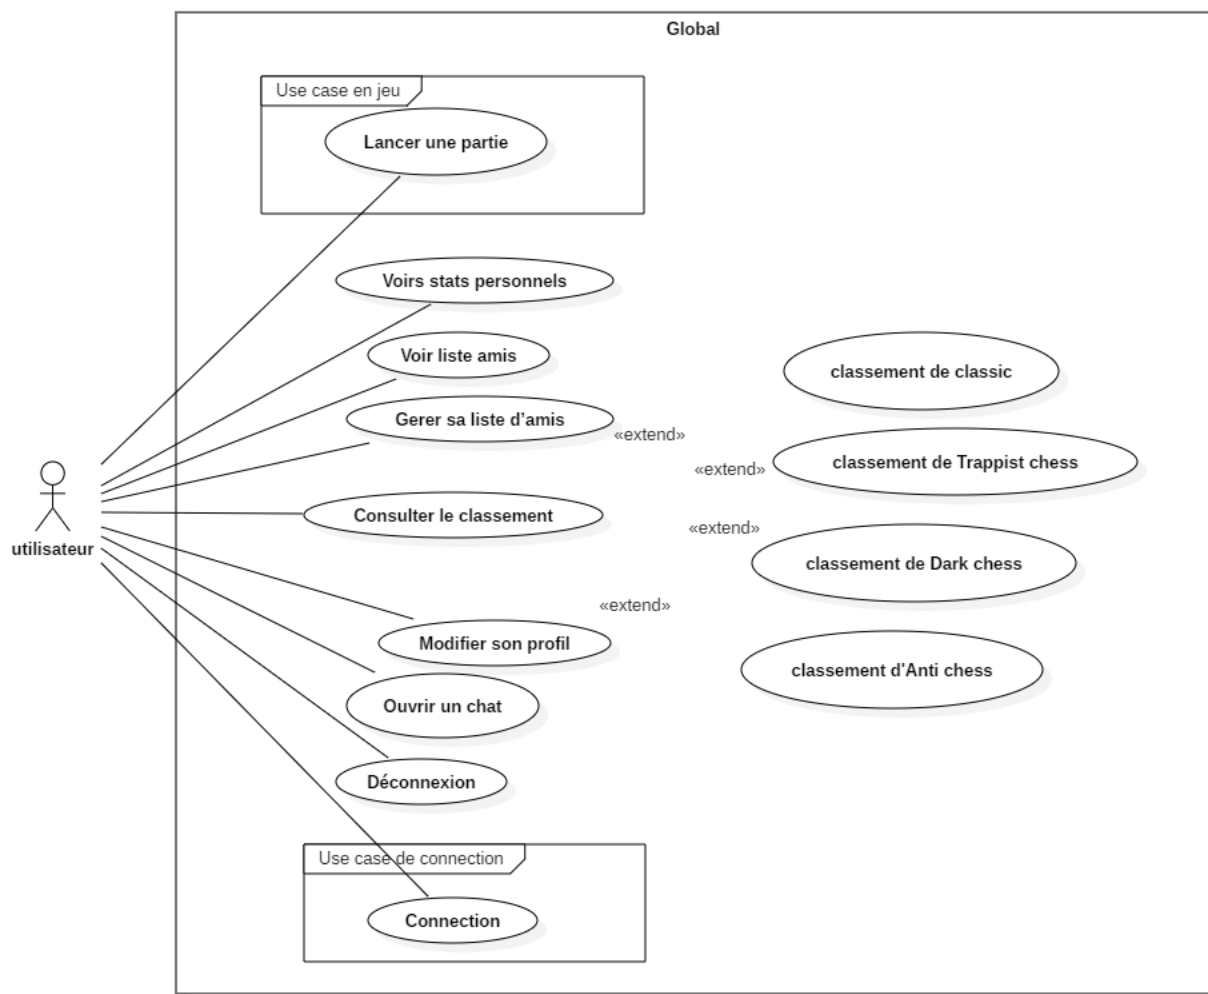 Global
Use case en jeu
Lancer une partie
Voirs stats personnels
Voir liste amis
classement de classic
Gerer sa liste d'amis
«extend»
classement de Trappist chess
«extend»
Consulter le classement
«extend»
utilisateur
classement de Dark chess
«extend»
Modifier son profil
classement d'Anti chess
Ouvrir un chat
Déconnexion
Use case de connection
Connection